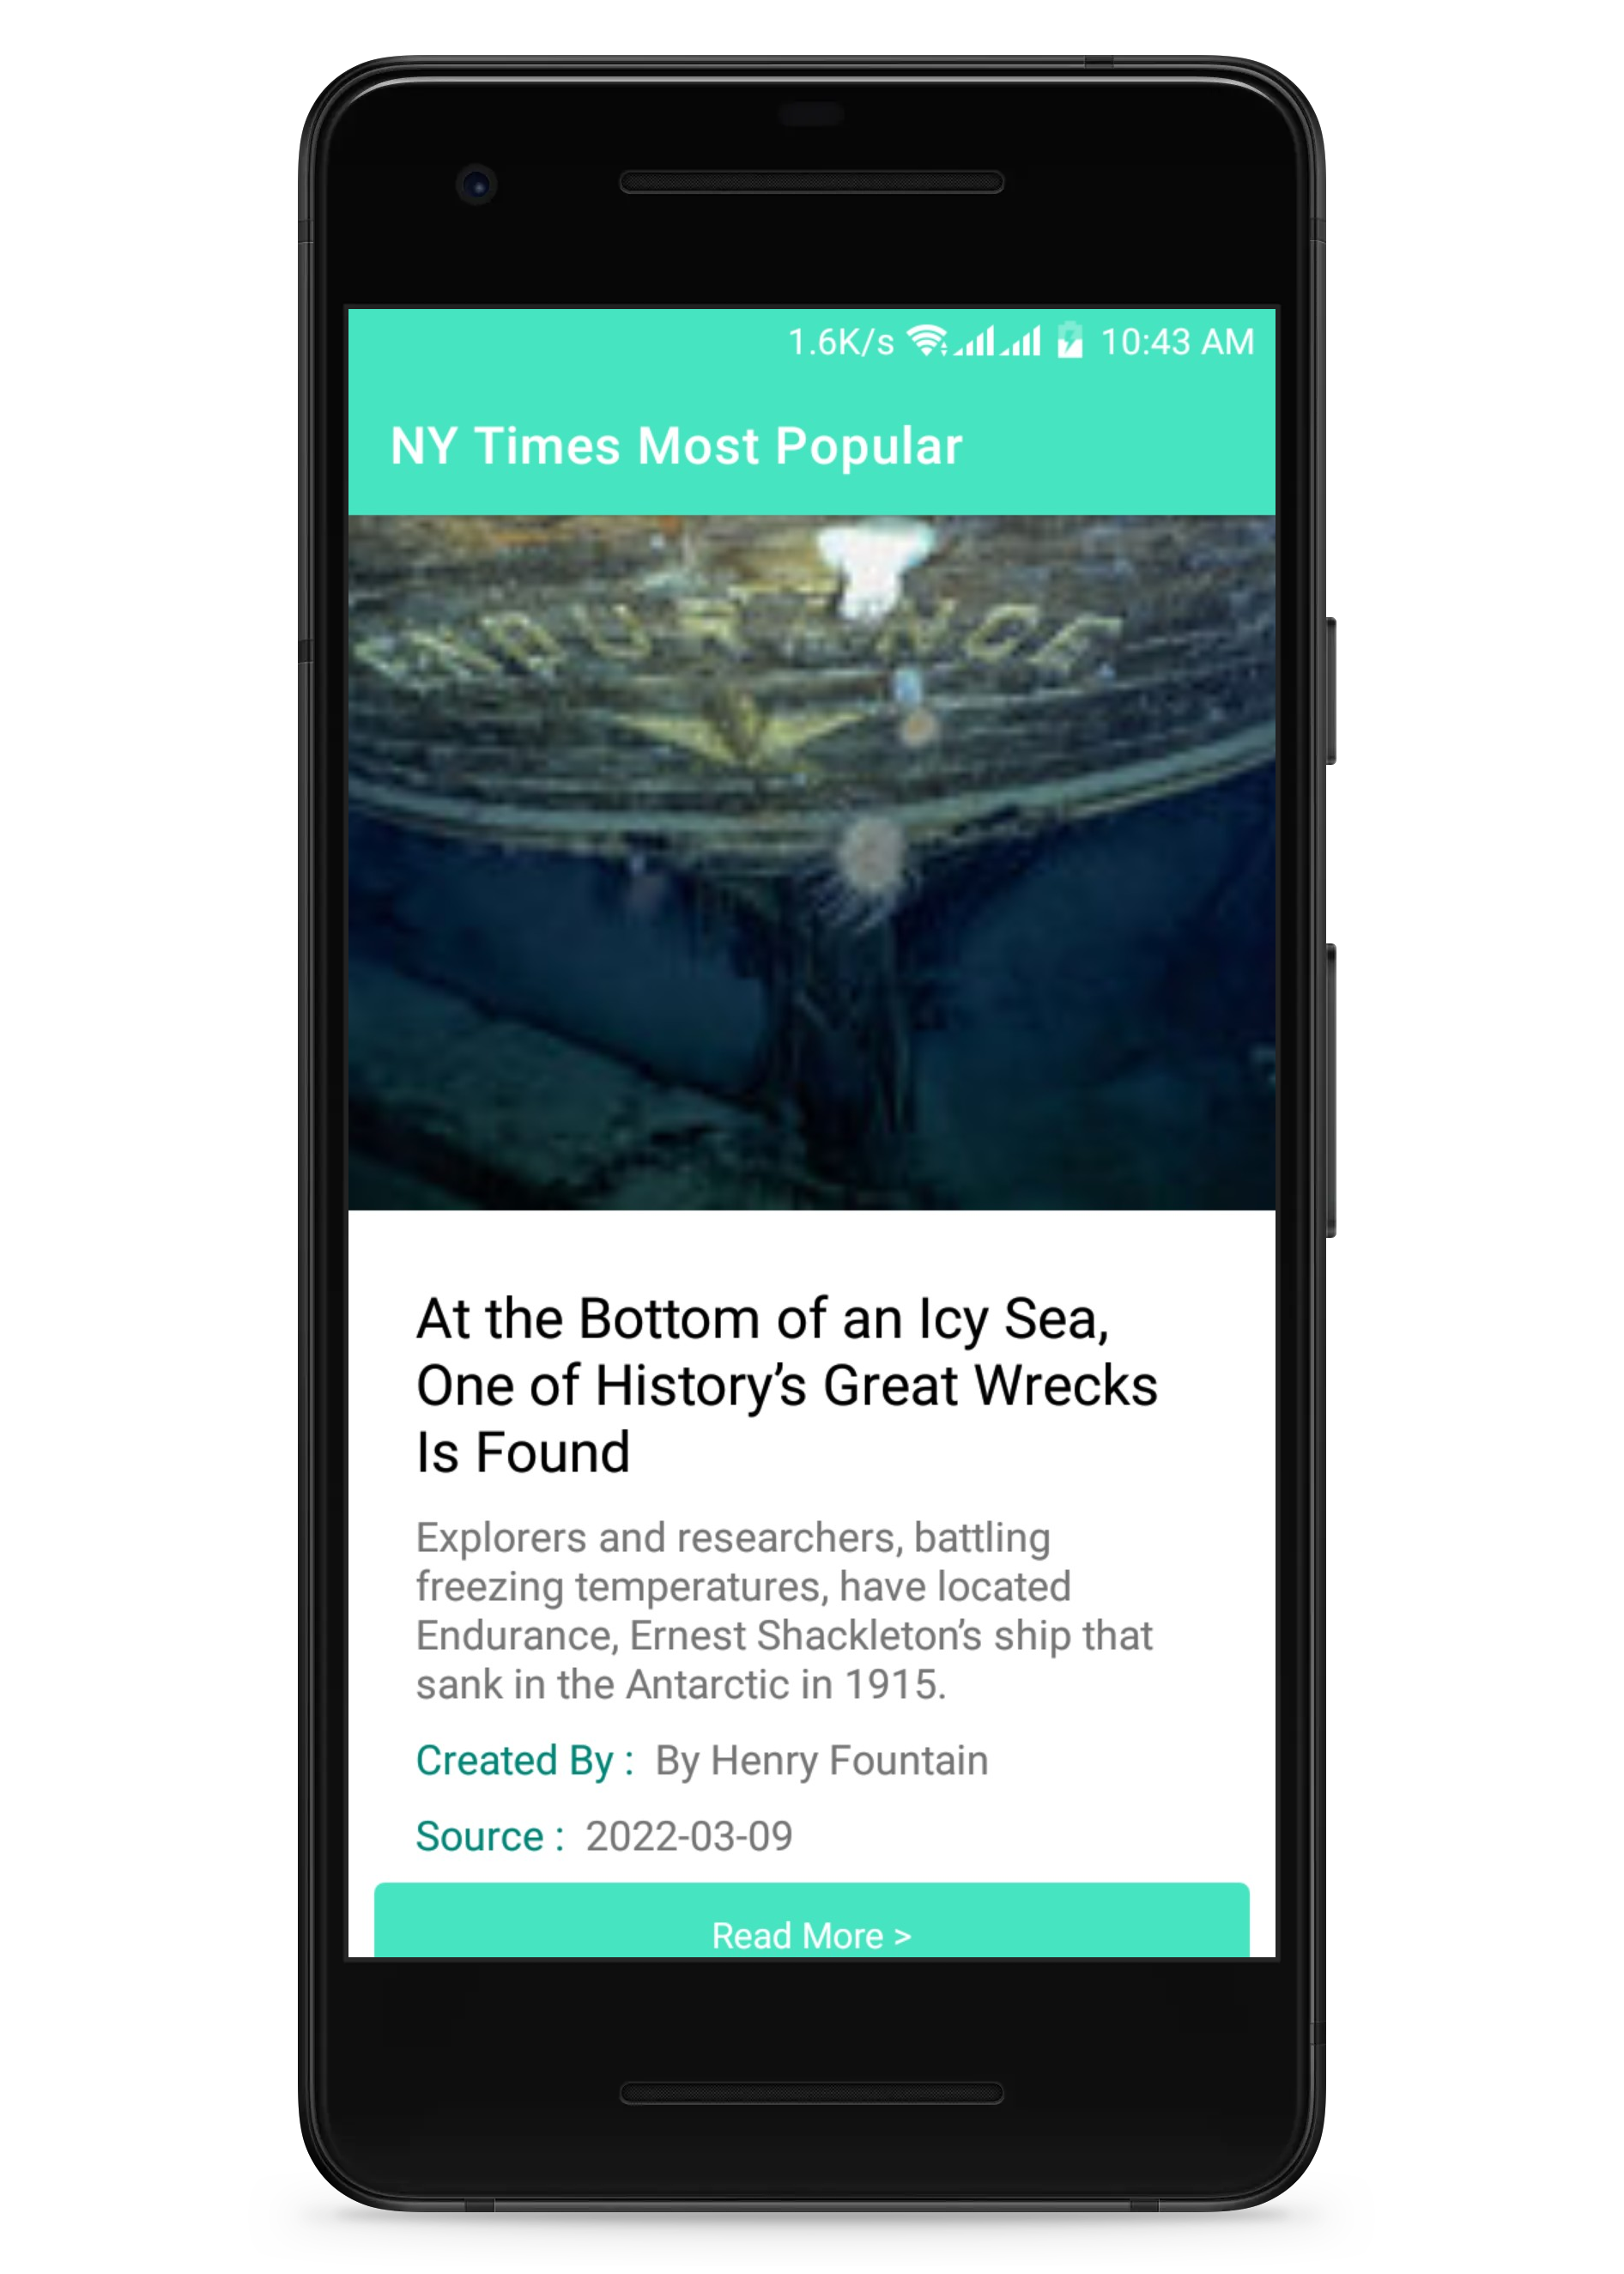 1.6K/s 10:43 AM
NY Times Most Popular
ENDURANCE
At the Bottom of an Icy Sea,
One of History’s Great Wrecks
Is Found
Explorers and researchers, battling
freezing temperatures, have located
Endurance, Ernest Shackleton’s ship that
sank in the Antarctic in 1915.
Created By : By Henry Fountain
Source : 2022-03-09
Read More >